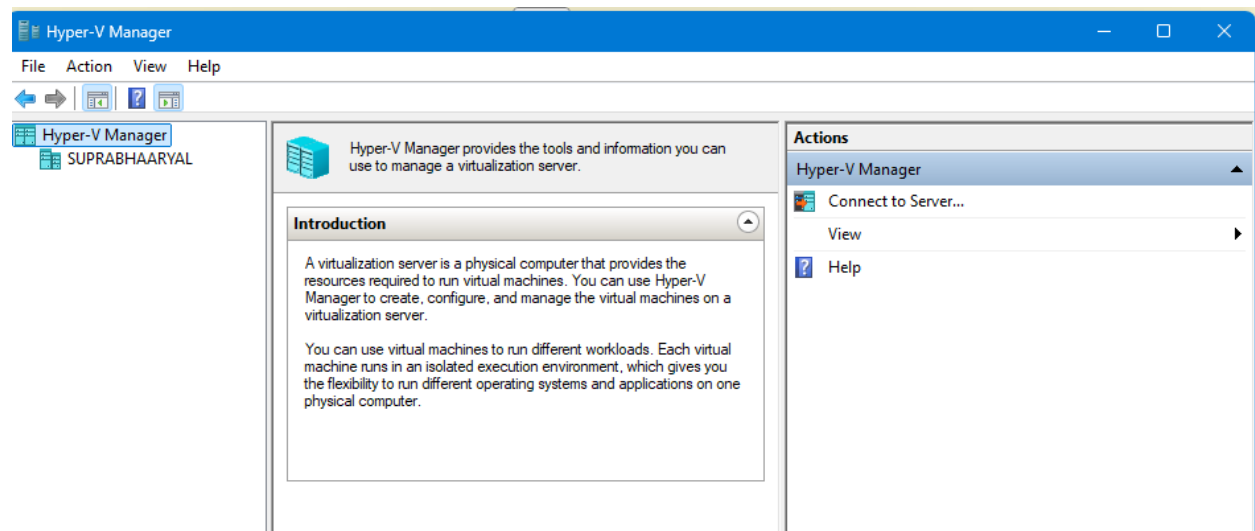 Hyper-V Manager
File Action View Help
Hyper-V Manager
SUPRABHAARYAL
Hyper-V Manager provides the tools and information you can
use to manage a virtualization server.
Introduction
A virtualization server is a physical computer that provides the
resources required to run virtual machines. You can use Hyper-V
Manager to create, configure, and manage the virtual machines on a
virtualization server.
You can use virtual machines to run different workloads. Each virtual
machine runs in an isolated execution environment, which gives you
the flexibility to run different operating systems and applications on one
physical computer.
Actions
Hyper-V Manager
Connect to Server...
View
Help